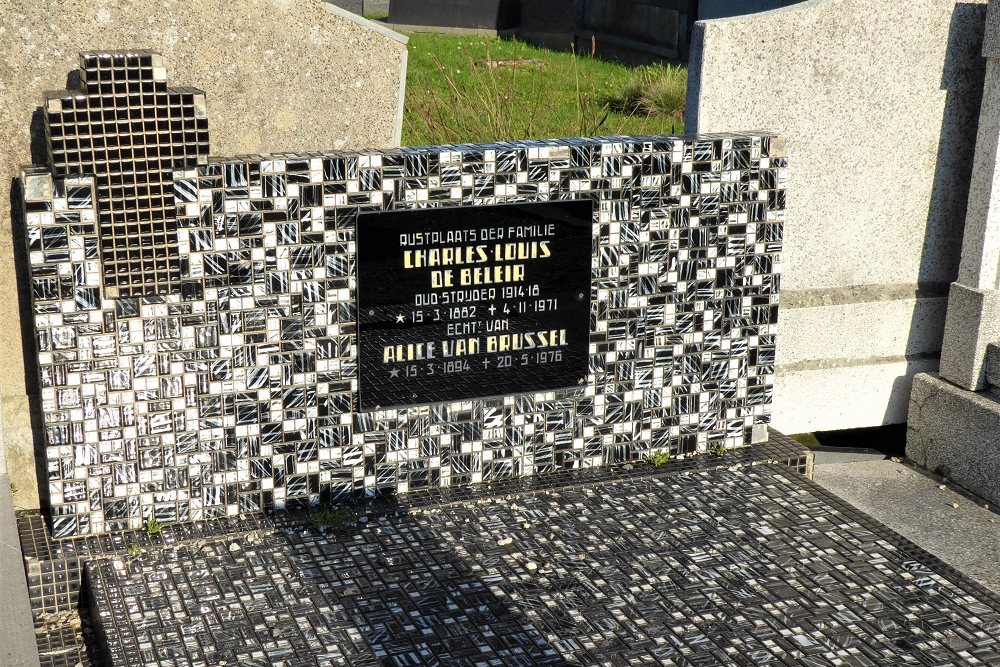 RUSTPLAATS DER FAMILIE
CHARLES·LOUIS
DE BELEIR
OUD·STRIJDER 1914·18
★ 15·3·1882 ✝ 4·11·1971
ECHT· VAN
ALICE VAN BRUSSEL
★ 15·3·1894 ✝ 20·5·1976